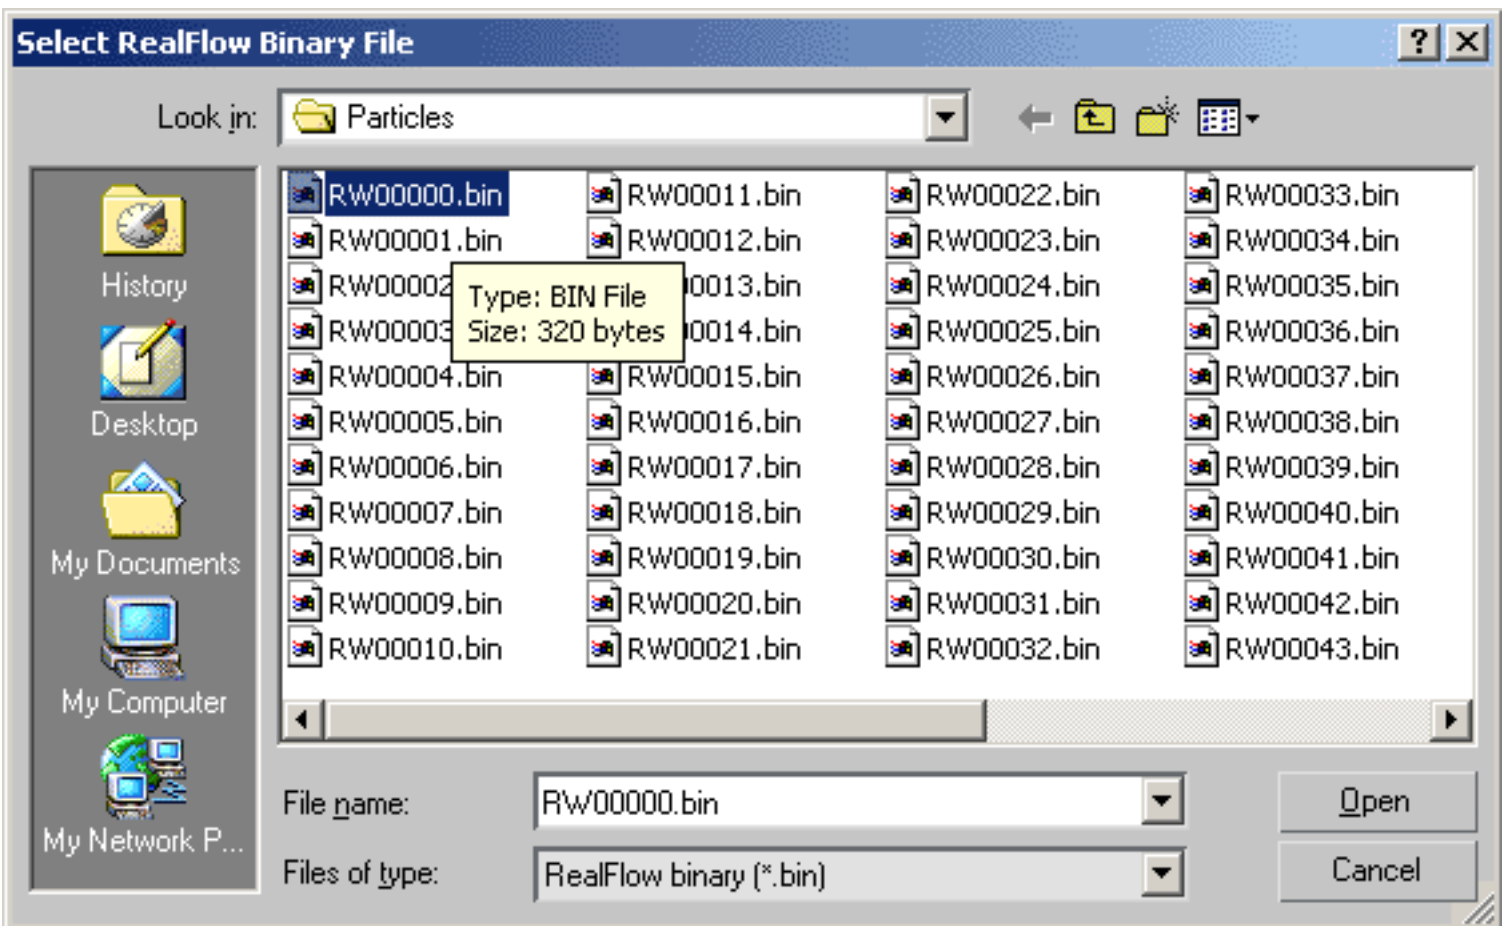 Select RealFlow Binary File
Look in:
Particles
History
Desktop
My Documents
My Computer
My Network P...
RW00000.bin
RW00001.bin
RW00002
RW00003
RW00004.bin
RW00005.bin
RW00006.bin
RW00007.bin
RW00008.bin
RW00009.bin
RW00010.bin
Type: BIN File
Size: 320 bytes
RW00011.bin
RW00012.bin
0013.bin
0014.bin
RW00015.bin
RW00016.bin
RW00017.bin
RW00018.bin
RW00019.bin
RW00020.bin
RW00021.bin
RW00022.bin
RW00023.bin
RW00024.bin
RW00025.bin
RW00026.bin
RW00027.bin
RW00028.bin
RW00029.bin
RW00030.bin
RW00031.bin
RW00032.bin
RW00033.bin
RW00034.bin
RW00035.bin
RW00036.bin
RW00037.bin
RW00038.bin
RW00039.bin
RW00040.bin
RW00041.bin
RW00042.bin
RW00043.bin
File name:
RW00000.bin
Open
Files of type:
RealFlow binary (*.bin)
Cancel